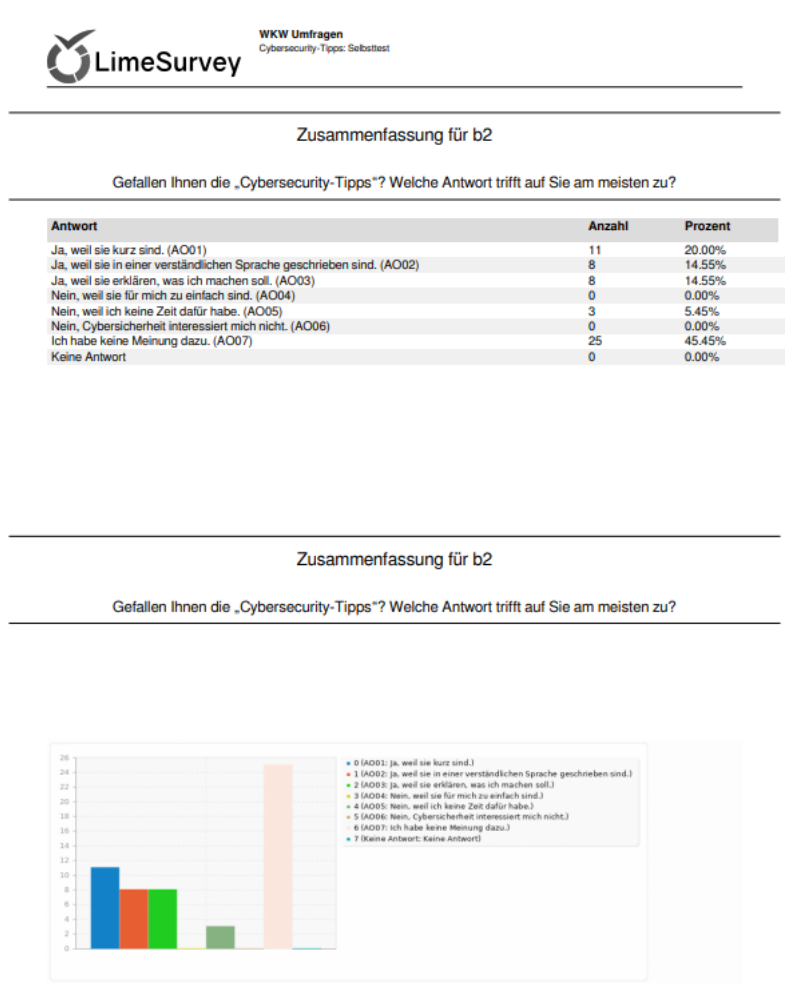 LimeSurvey
WKW Umfragen
Cybersecurity-Tipps: Selbsttest
Zusammenfassung für b2
Gefallen Ihnen die „Cybersecurity-Tipps“? Welche Antwort trifft auf Sie am meisten zu?
Antwort Anzahl Prozent
Ja, weil sie kurz sind. (AO01) 11 20.00%
Ja, weil sie in einer verständlichen Sprache geschrieben sind. (AO02) 8 14.55%
Ja, weil sie erklären, was ich machen soll. (AO03) 8 14.55%
Nein, weil sie für mich zu einfach sind. (AO04) 0 0.00%
Nein, weil ich keine Zeit dafür habe. (AO05) 3 5.45%
Nein, Cybersicherheit interessiert mich nicht. (AO06) 0 0.00%
Ich habe keine Meinung dazu. (AO07) 25 45.45%
Keine Antwort 0 0.00%
Zusammenfassung für b2
Gefallen Ihnen die „Cybersecurity-Tipps“? Welche Antwort trifft auf Sie am meisten zu?
26
24
22
20
18
16
14
12
10
8
6
4
2
0
0 (AO01: Ja, weil sie kurz sind.)
1 (AO02: Ja, weil sie in einer verständlichen Sprache geschrieben sind.)
2 (AO03: Ja, weil sie erklären, was ich machen soll.)
3 (AO04: Nein, weil sie für mich zu einfach sind.)
4 (AO05: Nein, weil ich keine Zeit dafür habe.)
5 (AO06: Nein, Cybersicherheit interessiert mich nicht.)
6 (AO07: Ich habe keine Meinung dazu.)
7 (Keine Antwort: Keine Antwort)